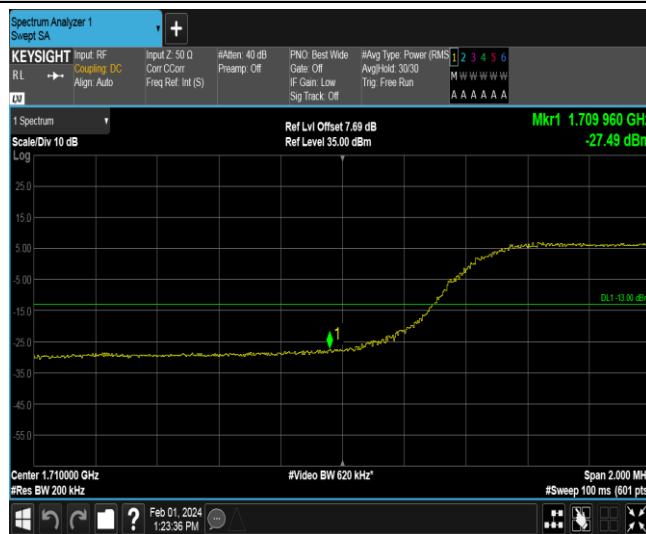 Spectrum Analyzer 1
Swept SA
KEYSIGHT
RL
LXI
Input: RF
Coupling: DC
Align: Auto
Input Z: 50 Ω
Corr CCorr
Freq Ref: Int (S)
#Atten: 40 dB
Preamp: Off
PNO: Best Wide
Gate: Off
IF Gain: Low
Sig Track: Off
#Avg Type: Power (RMS
Avg|Hold: 30/30
Trig: Free Run
1 2 3 4 5 6
M W W W W W
A A A A A A
1 Spectrum
Scale/Div 10 dB
Ref Lvl Offset 7.69 dB
Ref Level 35.00 dBm
Mkr1 1.709 960 GHz
-27.49 dBm
Log
25.0
15.0
5.00
-5.00
DL1 -13.00 dBm
-15.0
1
-25.0
-35.0
-45.0
-55.0
Center 1.710000 GHz
#Res BW 200 kHz
#Video BW 620 kHz*
Span 2.000 MH
#Sweep 100 ms (601 pts
?
Feb 01, 2024
1:23:36 PM